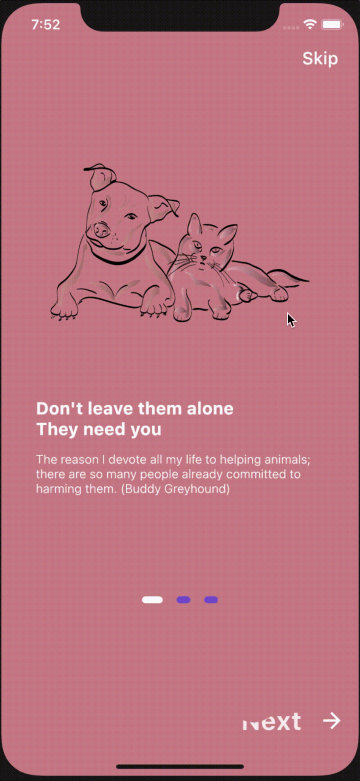 7:52
Skip
Don't leave them alone
They need you
The reason I devote all my life to helping animals;
there are so many people already committed to
harming them. (Buddy Greyhound)
Next